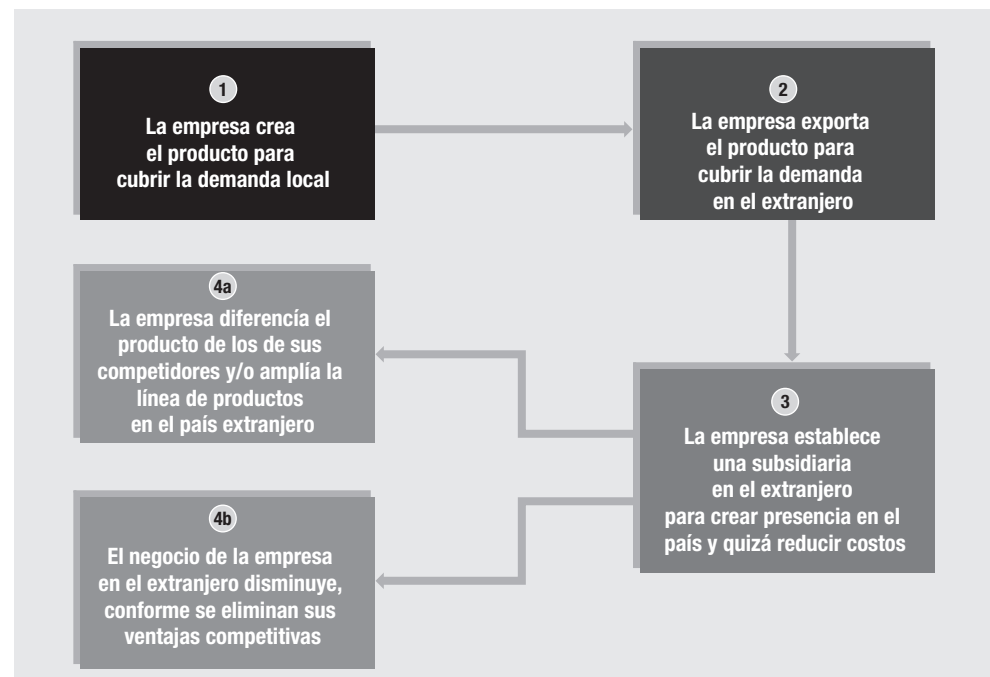 1
La empresa crea
el producto para
cubrir la demanda local
2
La empresa exporta
el producto para
cubrir la demanda
en el extranjero
3
La empresa establece
una subsidiaria
en el extranjero
para crear presencia en el
país y quizá reducir costos
4a
La empresa diferencía el
producto de los de sus
competidores y/o amplía la
línea de productos
en el país extranjero
4b
El negocio de la empresa
en el extranjero disminuye,
conforme se eliminan sus
ventajas competitivas